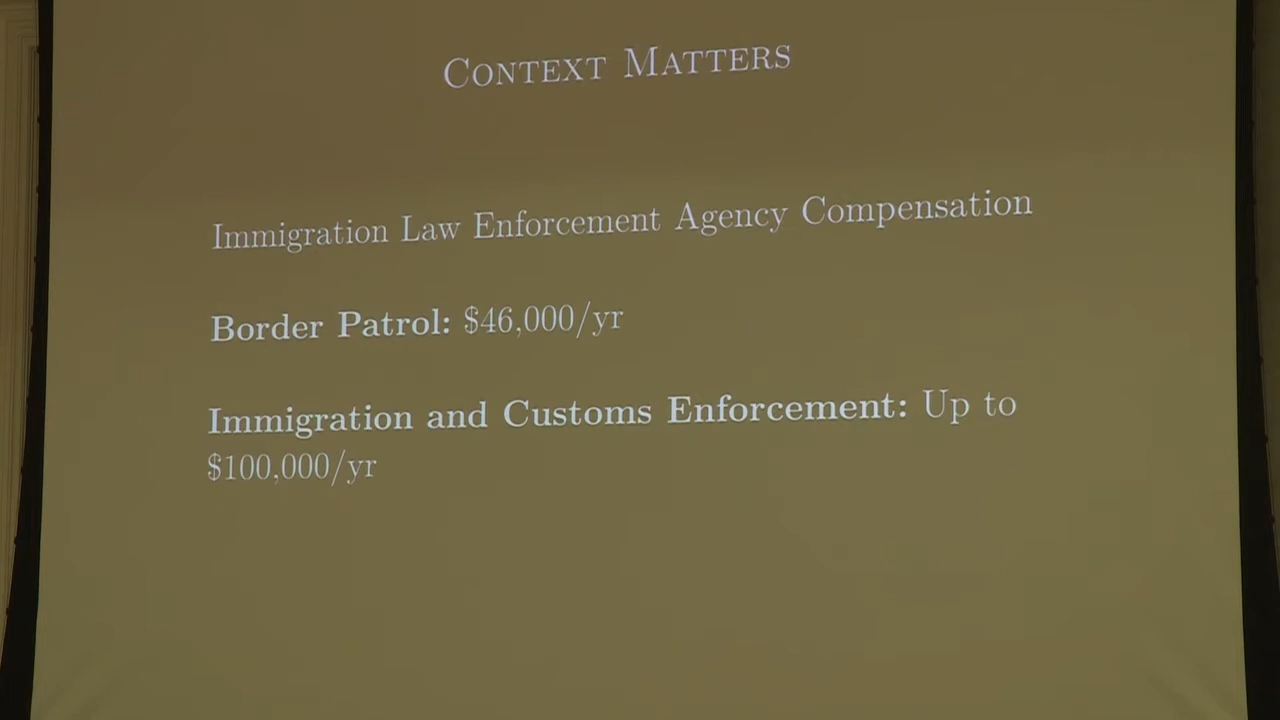 CONTEXT MATTERS
Immigration Law Enforcement Agency Compensation
Border Patrol: $46,000/yr
Immigration and Customs Enforcement: Up to
$100,000/yr